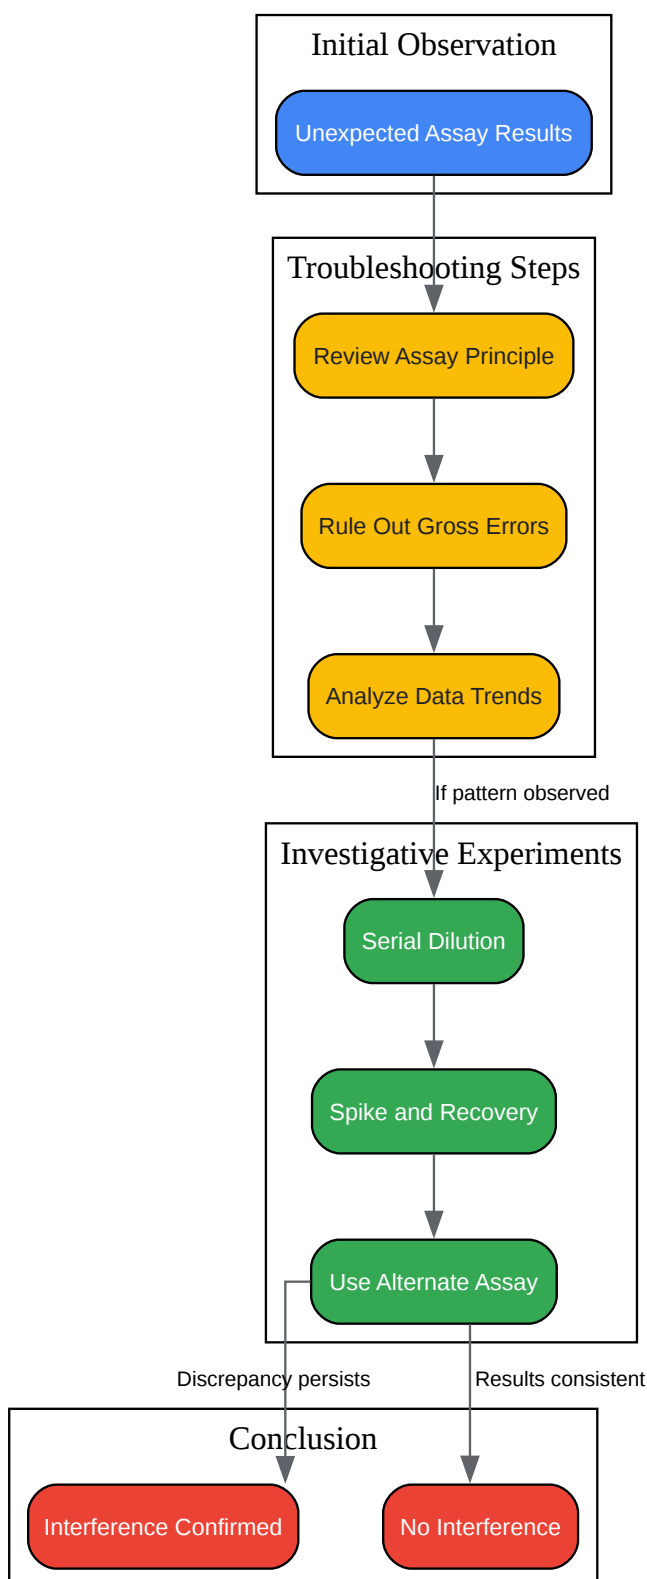 Initial Observation
Unexpected Assay Results
Troubleshooting Steps
Review Assay Principle
Rule Out Gross Errors
Analyze Data Trends
If pattern observed
Investigative Experiments
Serial Dilution
Spike and Recovery
Use Alternate Assay
Discrepancy persists
Results consistent
Conclusion
Interference Confirmed
No Interference